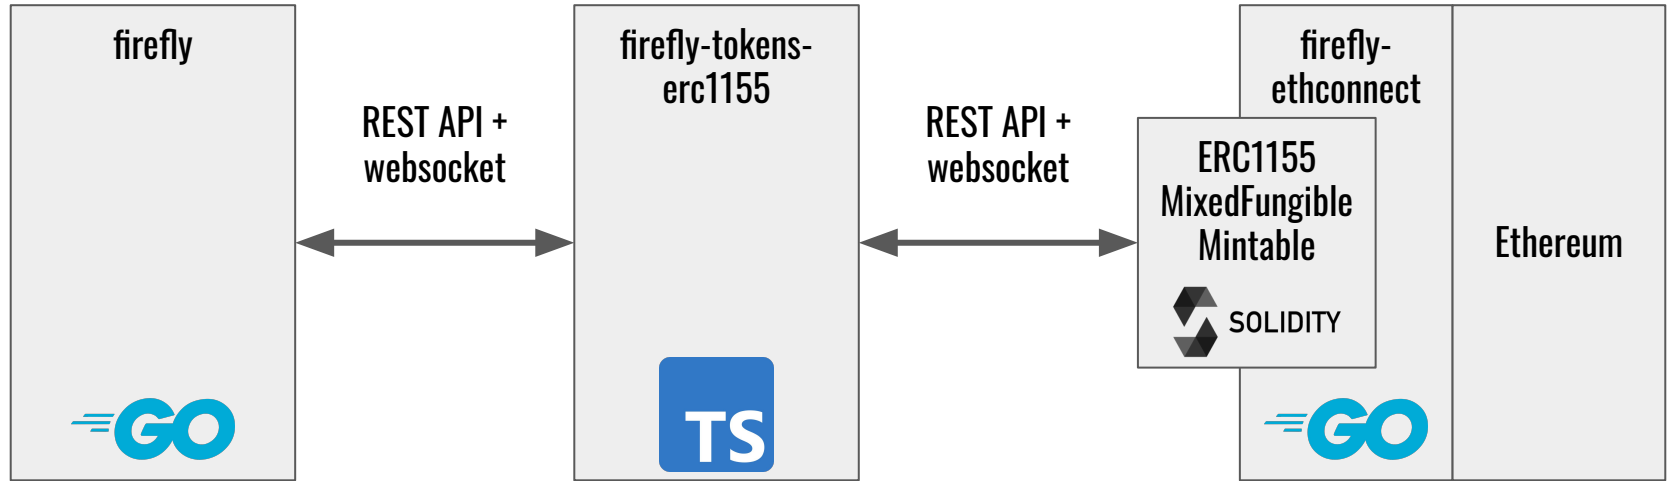 firefly
REST API +
websocket
GO
firefly-tokens-
erc1155
TS
REST API +
websocket
firefly-
ethconnect
ERC1155
MixedFungible
Mintable
SOLIDITY
GO
Ethereum